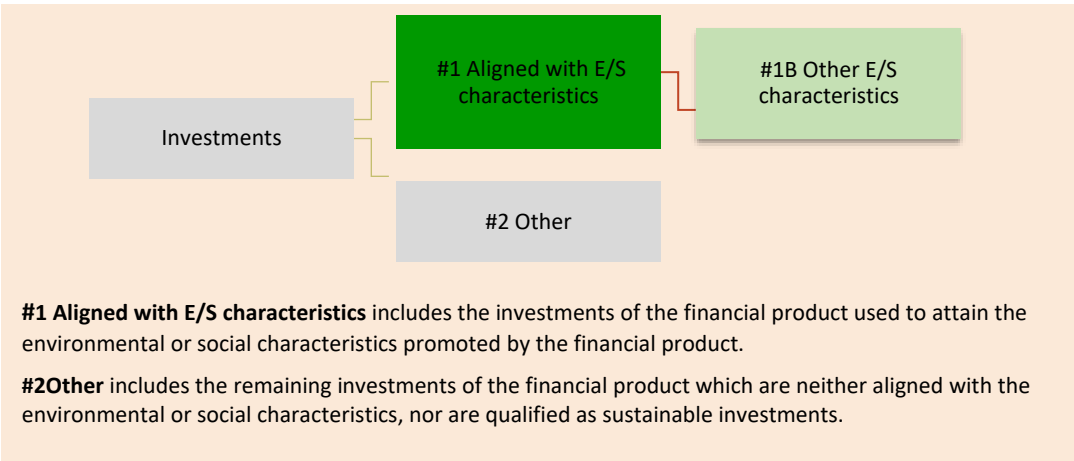 #1 Aligned with E/S
characteristics
#1B Other E/S
characteristics
Investments
#2 Other
#1 Aligned with E/S characteristics includes the investments of the financial product used to attain the
environmental or social characteristics promoted by the financial product.
#2Other includes the remaining investments of the financial product which are neither aligned with the
environmental or social characteristics, nor are qualified as sustainable investments.